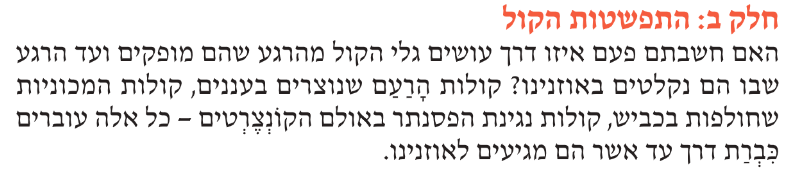 חלק ב: התפשטות הקול
האם חשבתם פעם איזו דרך עושים גלי הקול מהרגע שהם מופקים ועד הרגע
שבו הם נקלטים באוזנינו? קולות הָרַעַם שנוצרים בעננים, קולות המכוניות
שחולפות בכביש, קולות נגינת הפסנתר באולם הקוֹנְצֶרְטים – כל אלה עוברים
כִּבְרַת דרך עד אשר הם מגיעים לאוזנינו.